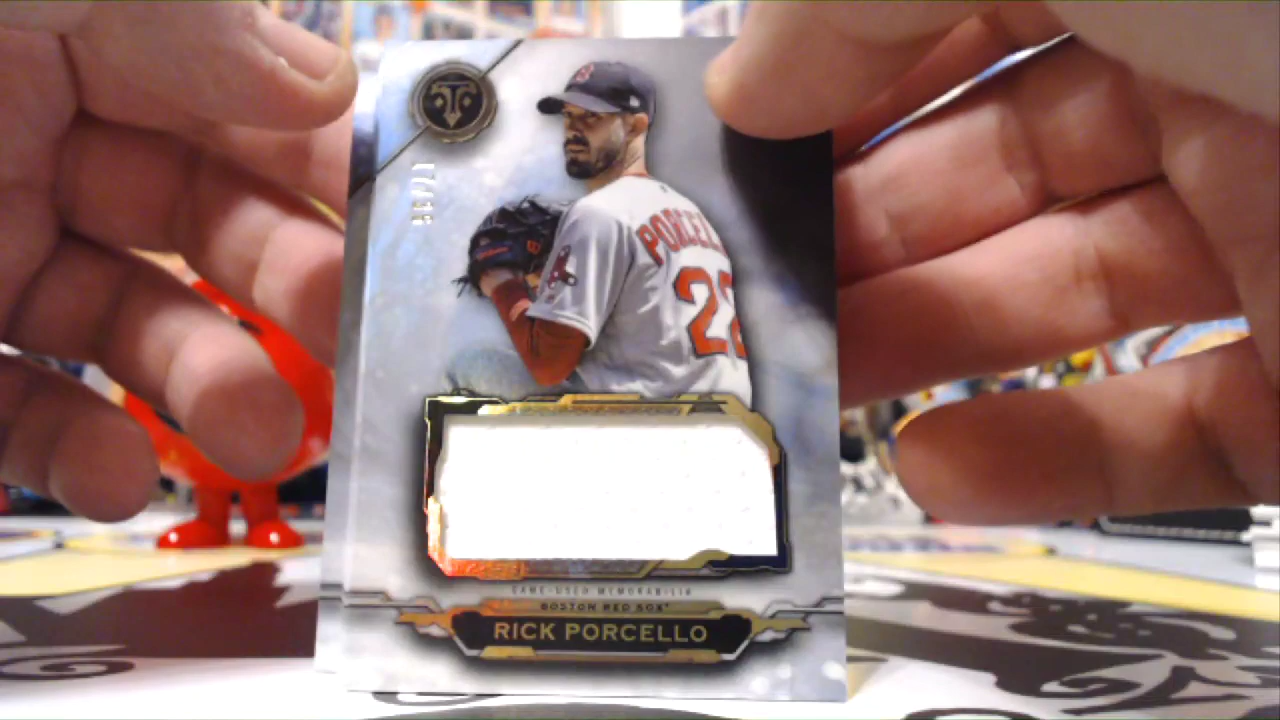 PORCELL
22
GAME-USED MEMORABILIA
BOSTON RED SOX
RICK PORCELLO